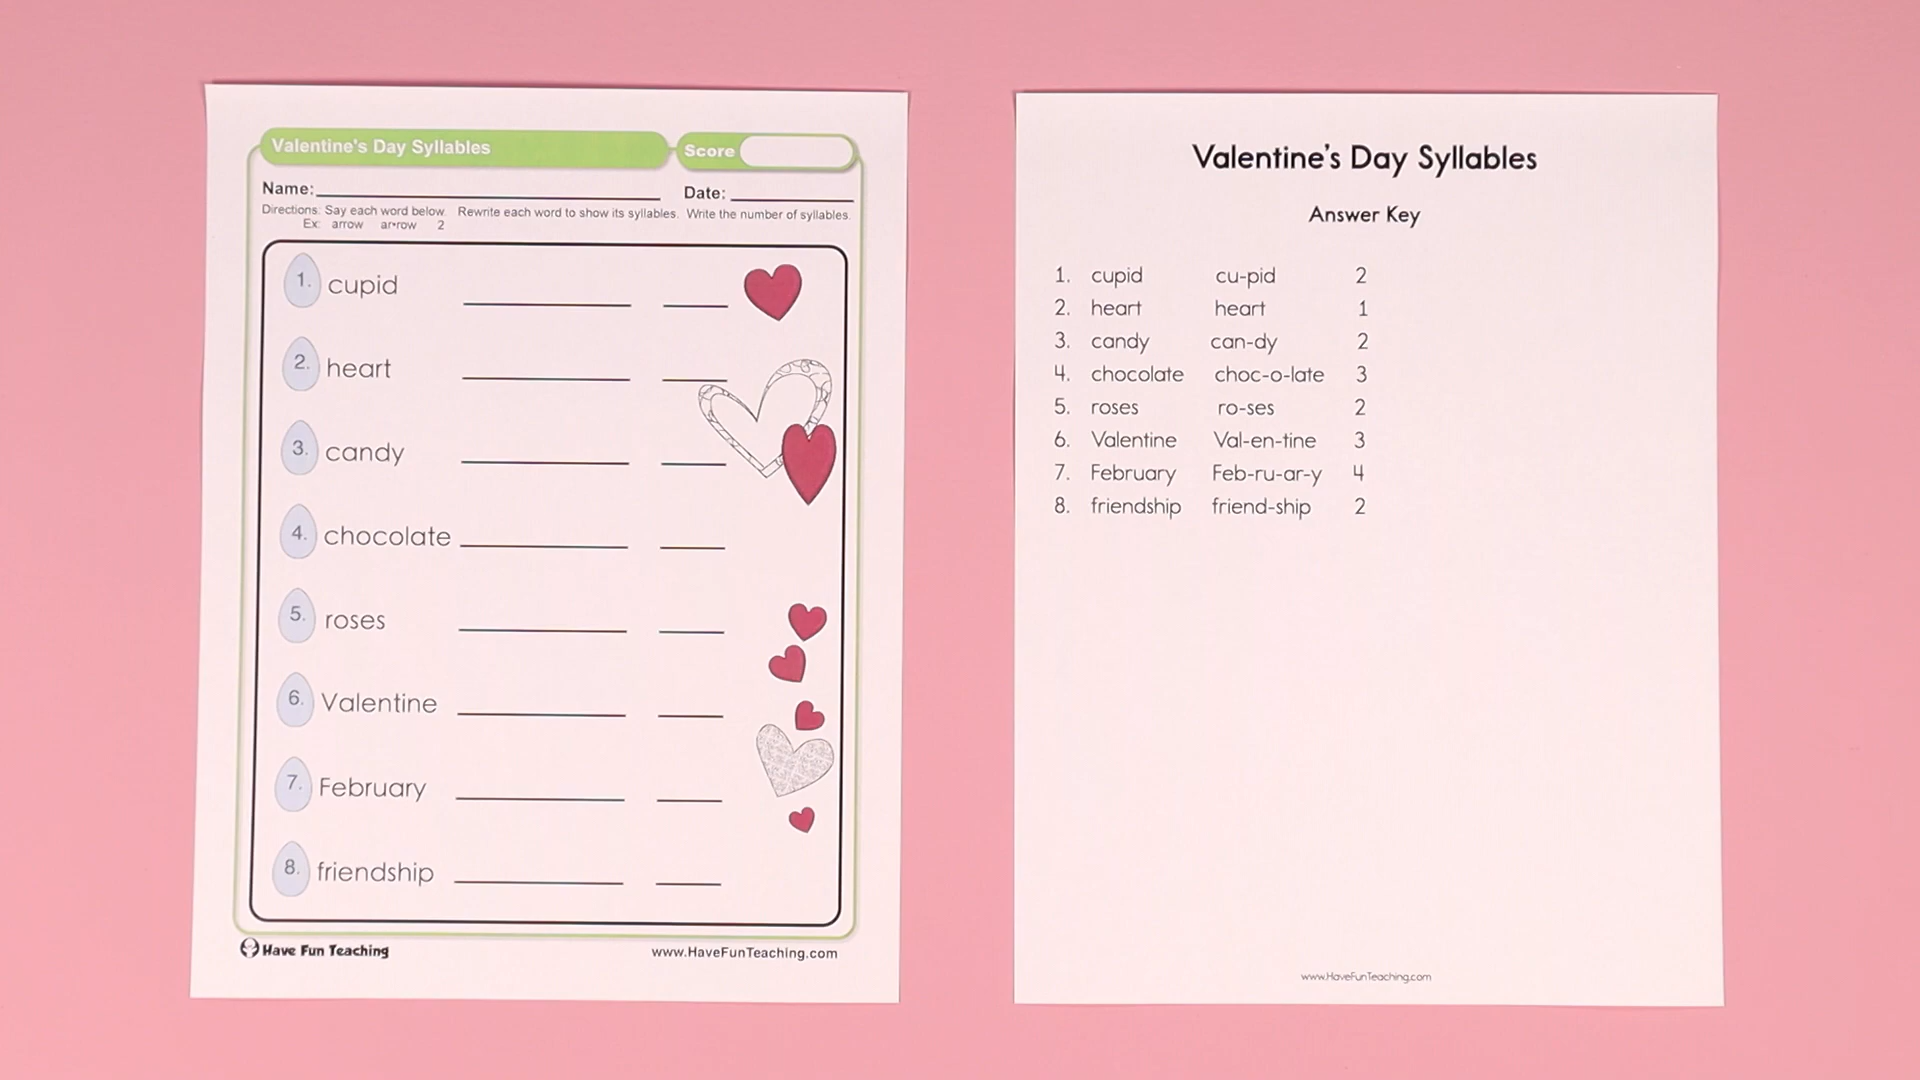 Valentine's Day Syllables
Score
Name:
Date:
Directions: Say each word below. Rewrite each word to show its syllables. Write the number of syllables.
Ex: arrow ar•row 2
1. cupid
2. heart
3. candy
4. chocolate
5. roses
6. Valentine
7. February
8. friendship
Have Fun Teaching
www.HaveFunTeaching.com
Valentine's Day Syllables
Answer Key
1. cupid cu-pid 2
2. heart heart 1
3. candy can-dy 2
4. chocolate choc-o-late 3
5. roses ro-ses 2
6. Valentine Val-en-tine 3
7. February Feb-ru-ar-y 4
8. friendship friend-ship 2
www.HaveFunTeaching.com